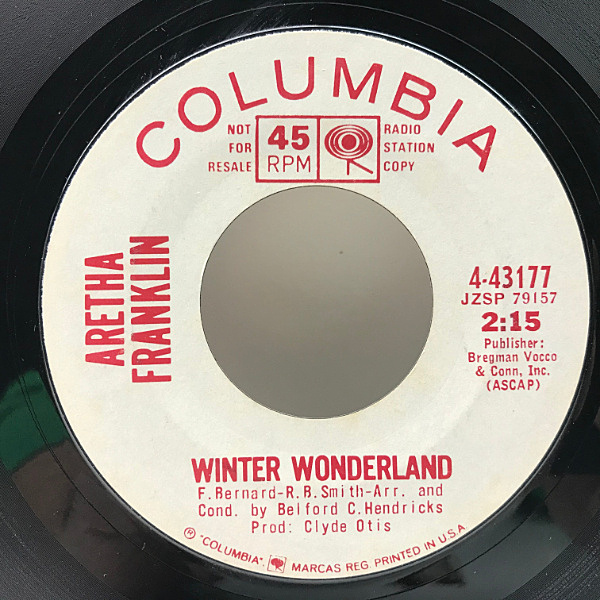 COLUMBIA
NOT
FOR
RESALE
45
RPM
RADIO
STATION
COPY
ARETHA
FRANKLIN
4-43177
JZSP 79157
2:15
Publisher:
Bregman Vocco
& Conn, Inc.
(ASCAP)
WINTER WONDERLAND
F. Bernard-R.B. Smith-Arr. and
Cond. by Belford C. Hendricks
Prod: Clyde Otis
Ⓡ "COLUMBIA", MARCAS REG. PRINTED IN U.S.A.